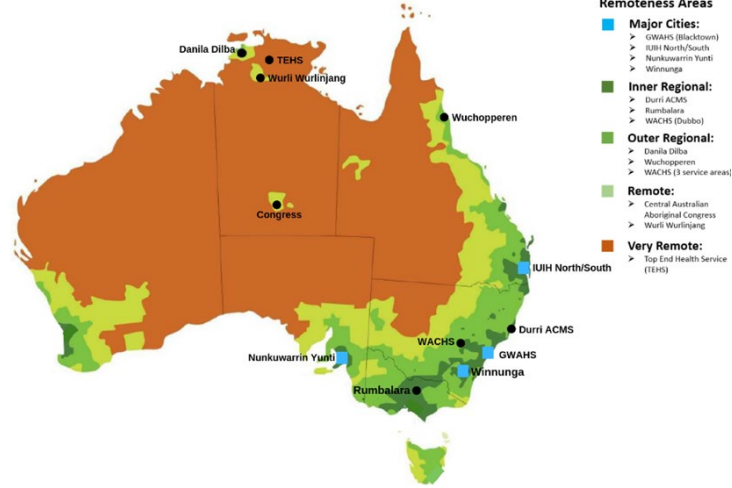 Remoteness Areas
Major Cities:
➤ GWAHS (Blacktown)
➤ IUIH North/South
➤ Nunkuwarrin Yunti
➤ Winnunga
Inner Regional:
➤ Durri ACMS
➤ Rumbalara
➤ WACHS (Dubbo)
Outer Regional:
➤ Danila Dilba
➤ Wuchopperen
➤ WACHS (3 service areas)
Remote:
➤ Central Australian
Aboriginal Congress
➤ Wurli Wurlinjang
Very Remote:
➤ Top End Health Service
(TEHS)
Danila Dilba
TEHS
Wurli Wurlinjang
Wuchopperen
Congress
IUIH North/South
Durri ACMS
WACHS
GWAHS
Nunkuwarrin Yunti
Winnunga
Rumbalara